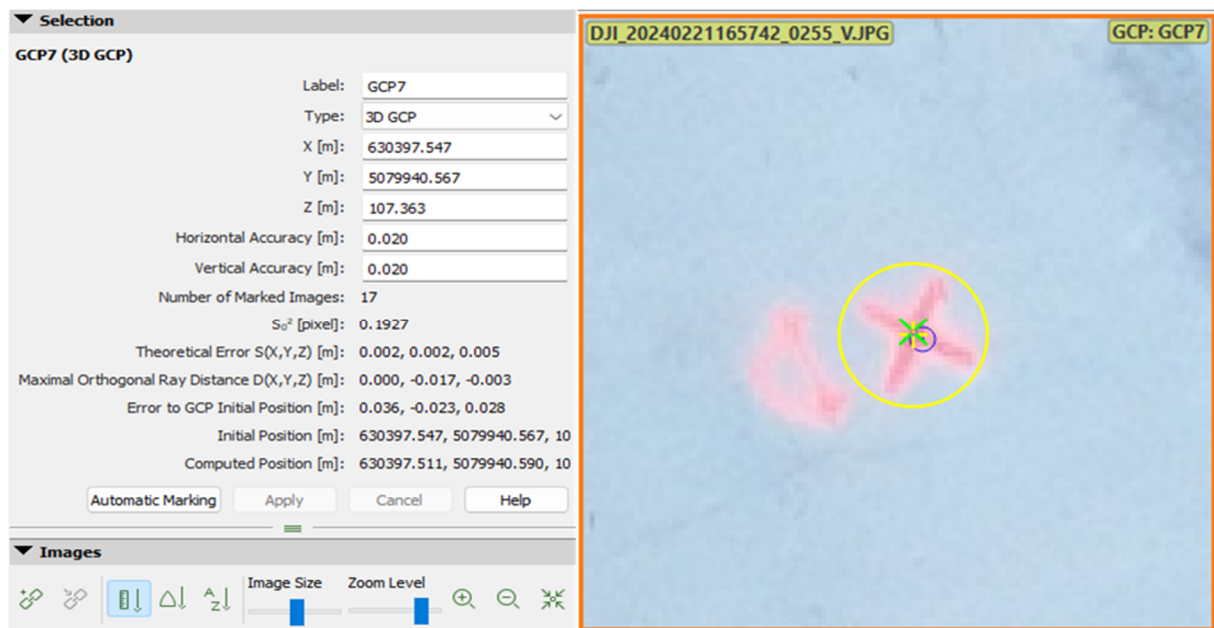 Selection
GCP7 (3D GCP)
Label: GCP7
Type: 3D GCP
X [m]: 630397.547
Y [m]: 5079940.567
Z [m]: 107.363
Horizontal Accuracy [m]: 0.020
Vertical Accuracy [m]: 0.020
Number of Marked Images: 17
S₀² [pixel]: 0.1927
Theoretical Error S(X,Y,Z) [m]: 0.002, 0.002, 0.005
Maximal Orthogonal Ray Distance D(X,Y,Z) [m]: 0.000, -0.017, -0.003
Error to GCP Initial Position [m]: 0.036, -0.023, 0.028
Initial Position [m]: 630397.547, 5079940.567, 10
Computed Position [m]: 630397.511, 5079940.590, 10
Automatic Marking Apply Cancel Help
Images
Image Size Zoom Level
DJI_20240221165742_0255_V.JPG
GCP: GCP7